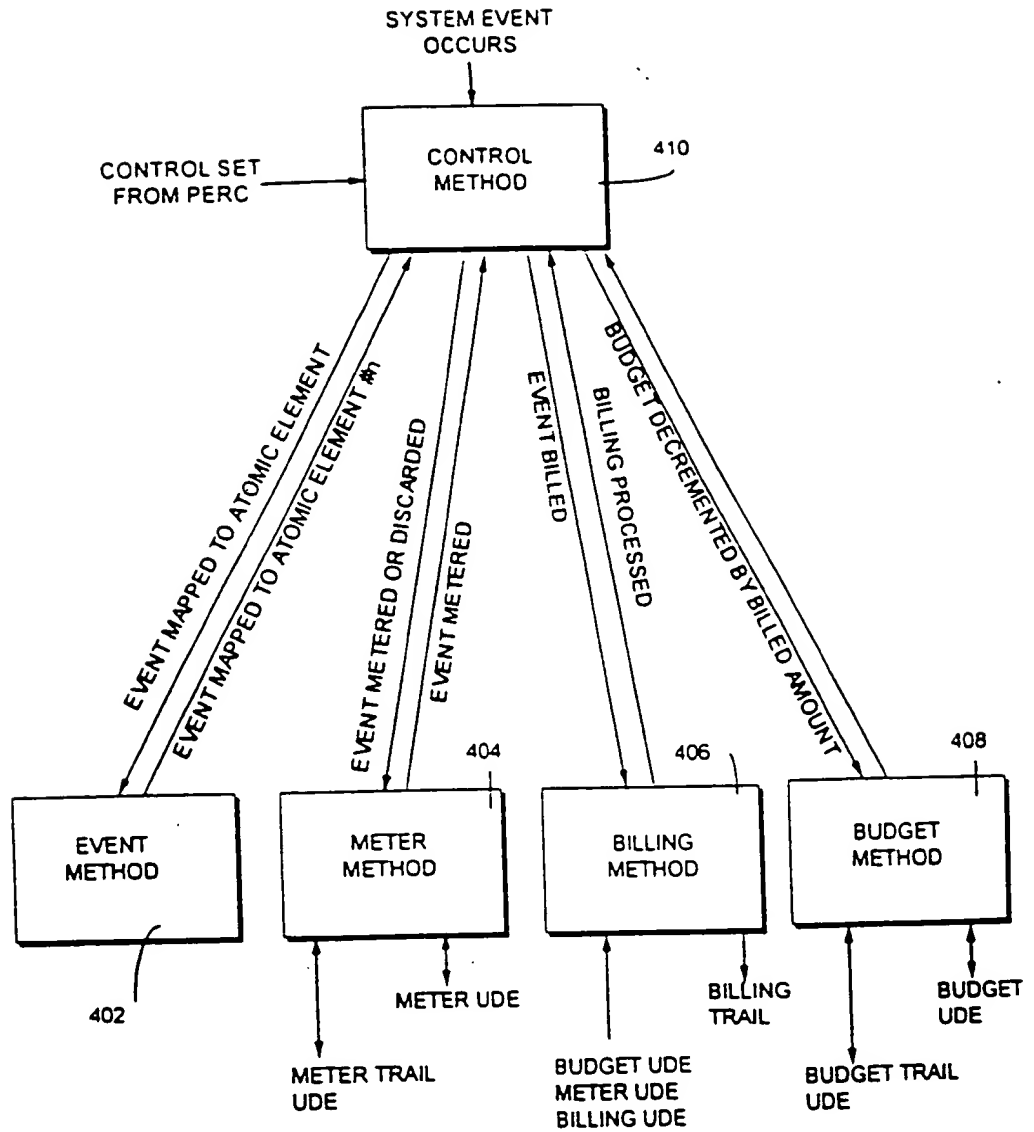 SYSTEM EVENT
OCCURS
CONTROL
METHOD
410
CONTROL SET
FROM PERC
EVENT MAPPED TO ATOMIC ELEMENT
EVENT MAPPED TO ATOMIC ELEMENT #n
EVENT METERED OR DISCARDED
EVENT METERED
EVENT BILLED
BILLING PROCESSED
BUDGET DECREMENTED BY BILLED AMOUNT
EVENT
METHOD
402
METER
METHOD
404
BILLING
METHOD
406
BUDGET
METHOD
408
METER UDE
METER TRAIL
UDE
BUDGET UDE
METER UDE
BILLING UDE
BILLING
TRAIL
BUDGET
UDE
BUDGET TRAIL
UDE